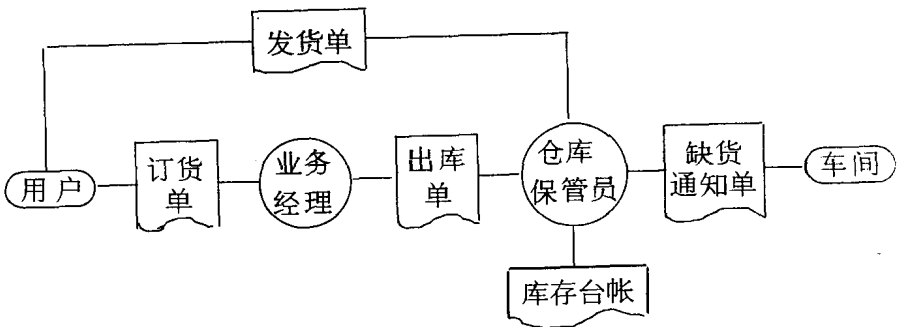 发货单
用户
订货
单
业务
经理
出库
单
仓库
保管员
缺货
通知单
车间
库存台帐